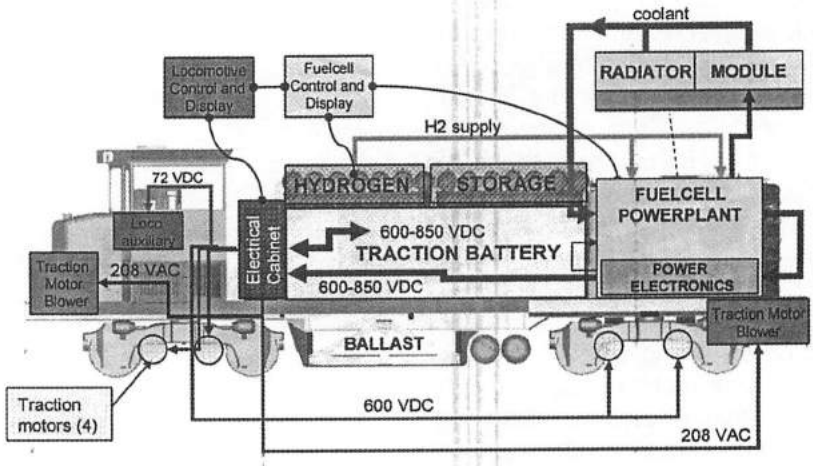 coolant
RADIATOR
MODULE
Locomotive
Control and
Display
Fuelcell
Control and
Display
H2 supply
72 VDC
HYDROGEN
STORAGE
FUELCELL
POWERPLANT
Loco
auxiliary
Electrical
Cabinet
600-850 VDC
TRACTION BATTERY
Traction
Motor
Blower
208 VAC
600-850 VDC
POWER
ELECTRONICS
Traction Motor
Blower
BALLAST
Traction
motors (4)
600 VDC
208 VAC